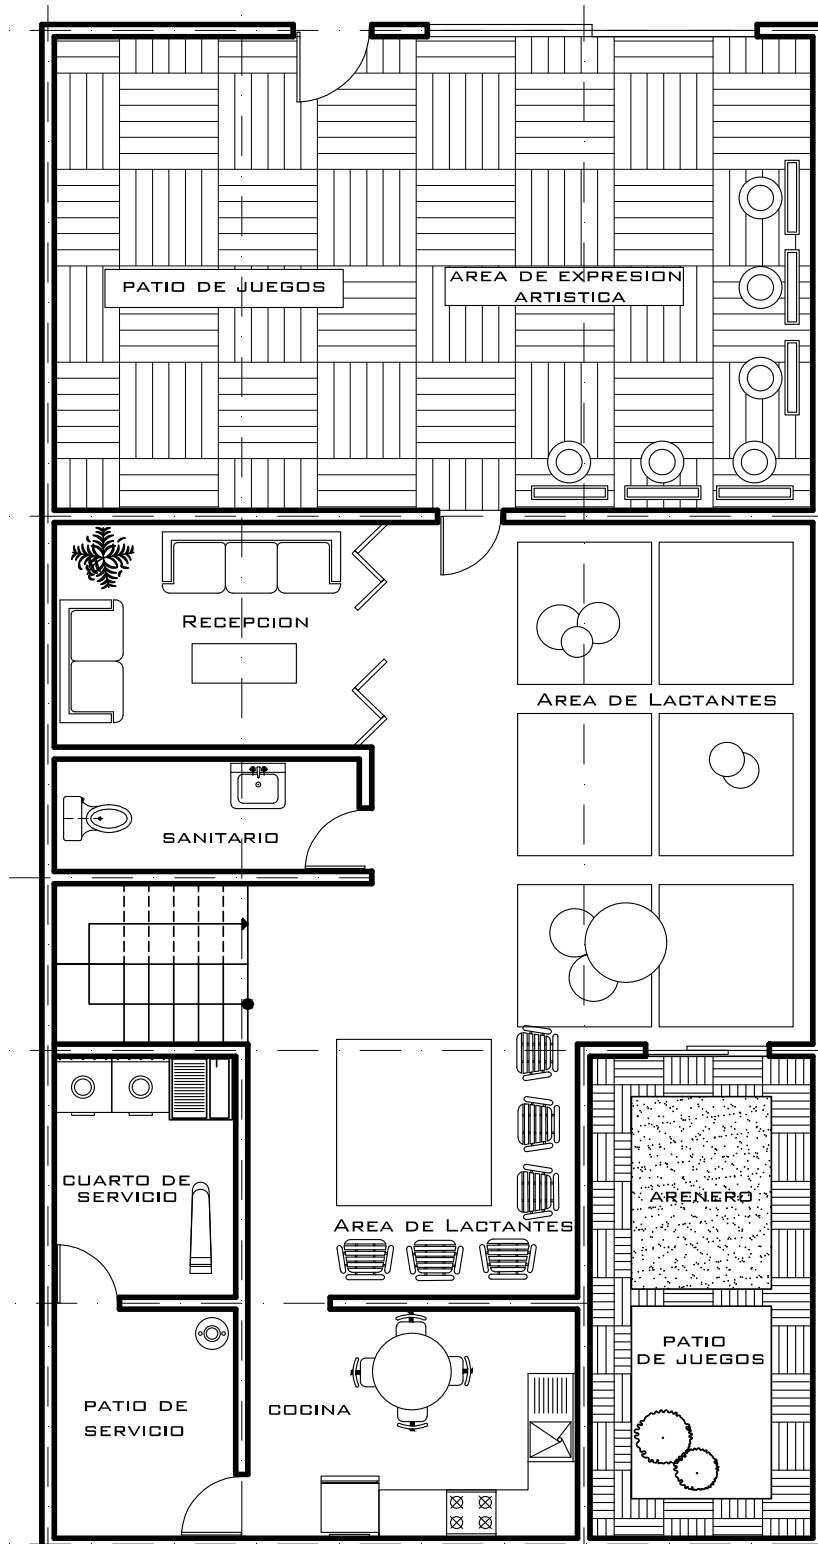 PATIO DE JUEGOS
AREA DE EXPRESION
ARTISTICA
RECEPCION
AREA DE LACTANTES
SANITARIO
CUARTO DE
SERVICIO
ARENERO
AREA DE LACTANTES
PATIO
DE JUEGOS
PATIO DE
SERVICIO
COCINA